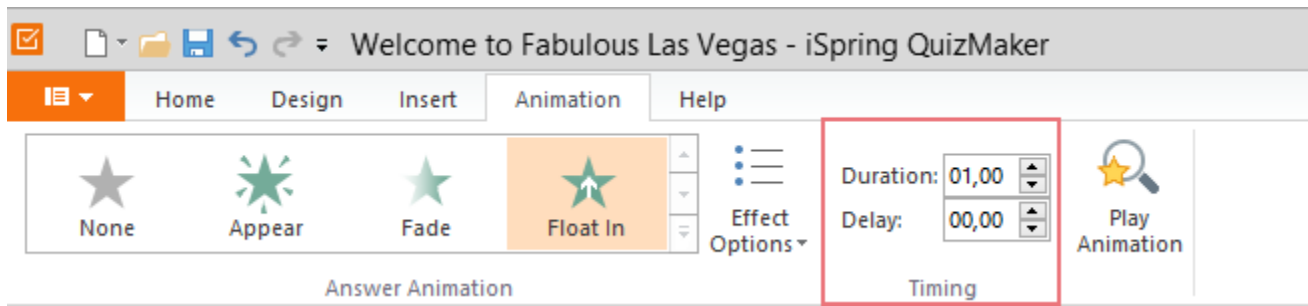 Welcome to Fabulous Las Vegas - iSpring QuizMaker
Home Design Insert Animation Help
None Appear Fade Float In
Effect Options
Duration: 01,00
Delay: 00,00
Play Animation
Answer Animation
Timing